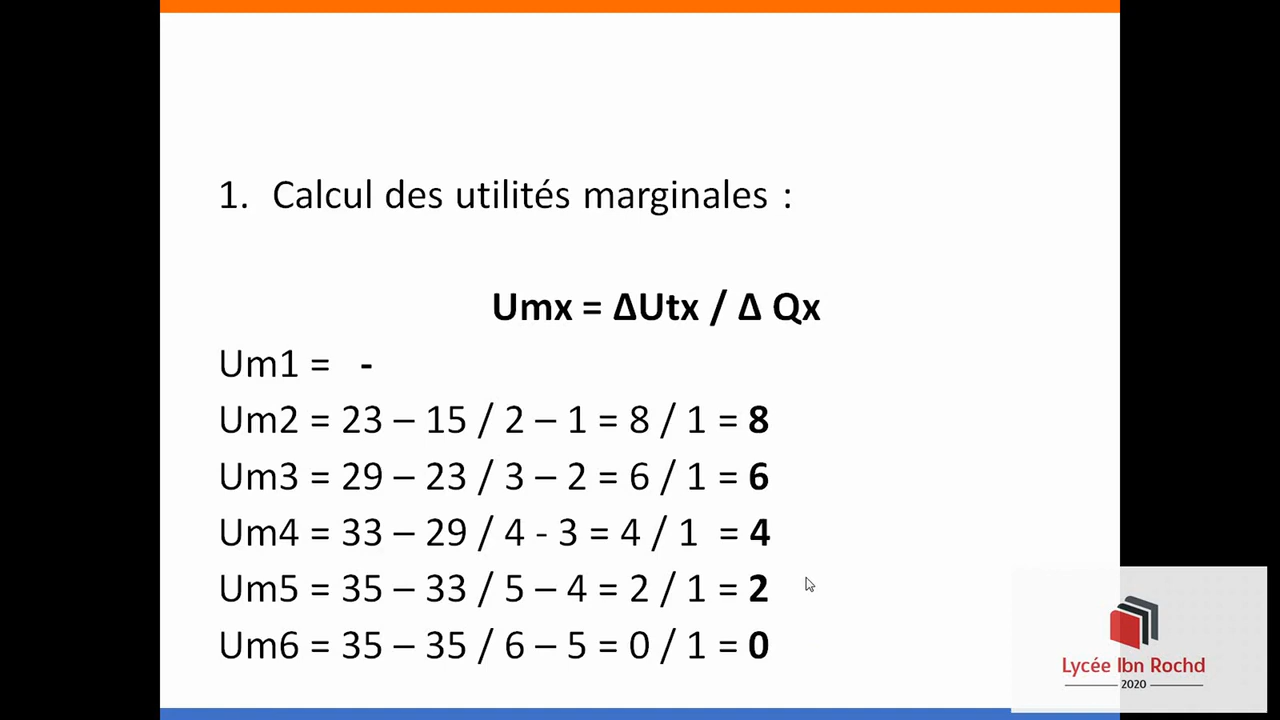 1. Calcul des utilités marginales :
Umx = ΔUtx / Δ Qx
Um1 = -
Um2 = 23 – 15 / 2 – 1 = 8 / 1 = 8
Um3 = 29 – 23 / 3 – 2 = 6 / 1 = 6
Um4 = 33 – 29 / 4 - 3 = 4 / 1 = 4
Um5 = 35 – 33 / 5 – 4 = 2 / 1 = 2
Um6 = 35 – 35 / 6 – 5 = 0 / 1 = 0
Lycée Ibn Rochd
2020